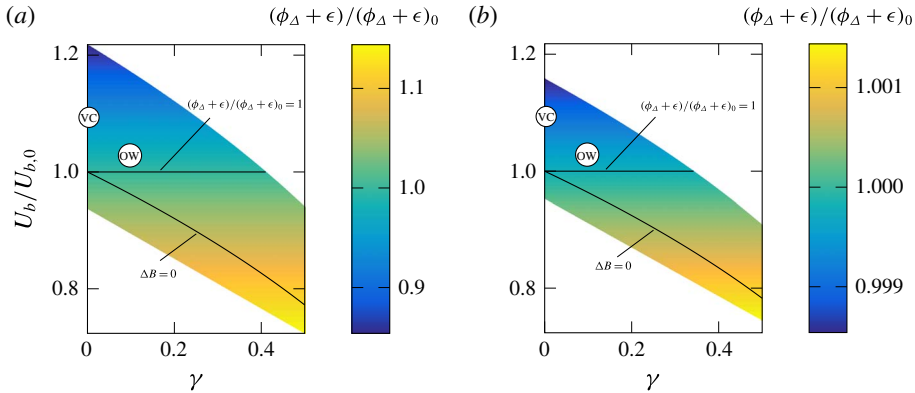 (a)
(ϕ_Δ + ϵ)/(ϕ_Δ + ϵ)_0
U_b/U_{b,0}
1.2
1.0
0.8
VC
OW
(ϕ_Δ + ϵ)/(ϕ_Δ + ϵ)_0 = 1
ΔB = 0
0
0.2
0.4
γ
1.1
1.0
0.9
(b)
(ϕ_Δ + ϵ)/(ϕ_Δ + ϵ)_0
1.2
1.0
0.8
VC
OW
(ϕ_Δ + ϵ)/(ϕ_Δ + ϵ)_0 = 1
ΔB = 0
0
0.2
0.4
γ
1.001
1.000
0.999